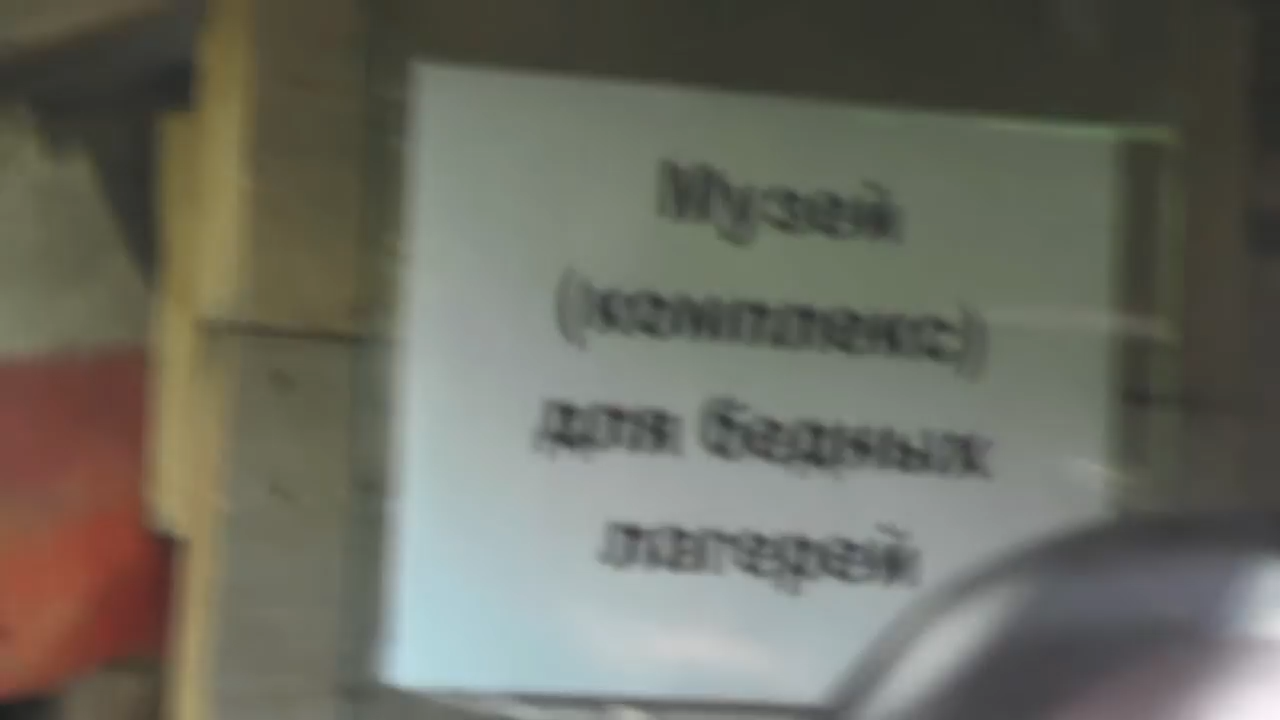 Музей
(комплекс)
для бедных
лагерей